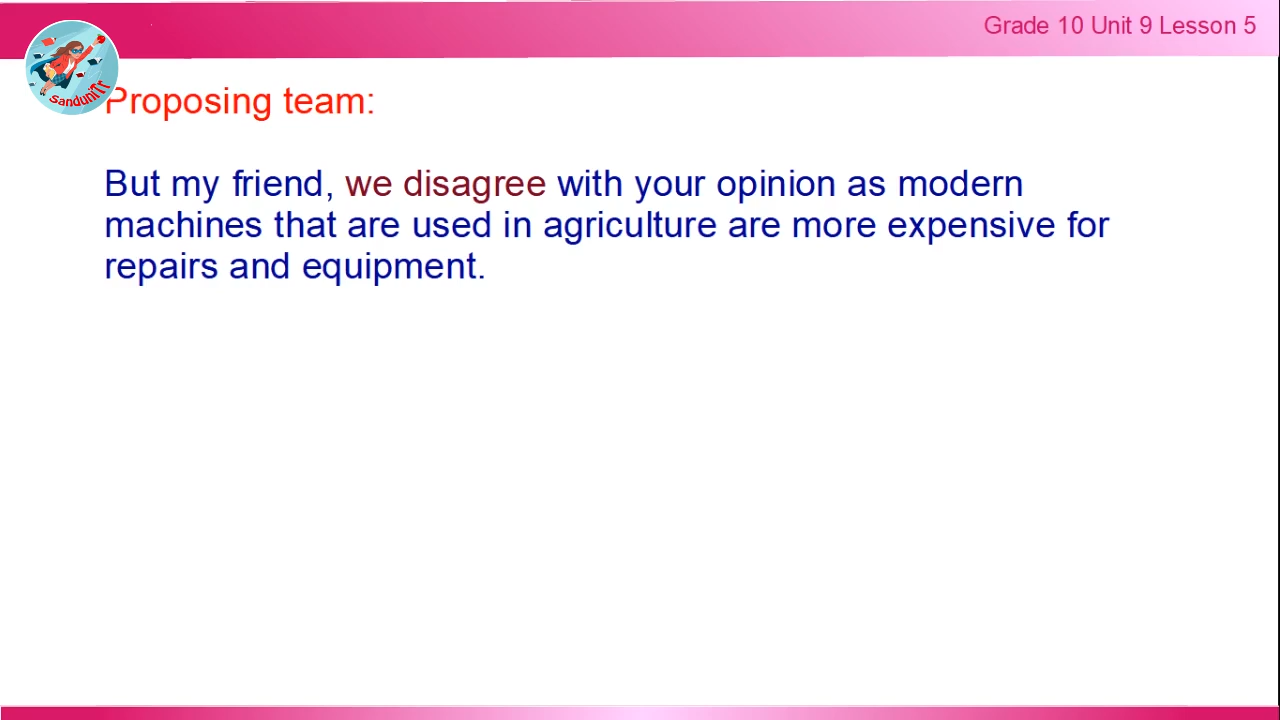 Grade 10 Unit 9 Lesson 5
SanduniTr
Proposing team:
But my friend, we disagree with your opinion as modern
machines that are used in agriculture are more expensive for
repairs and equipment.